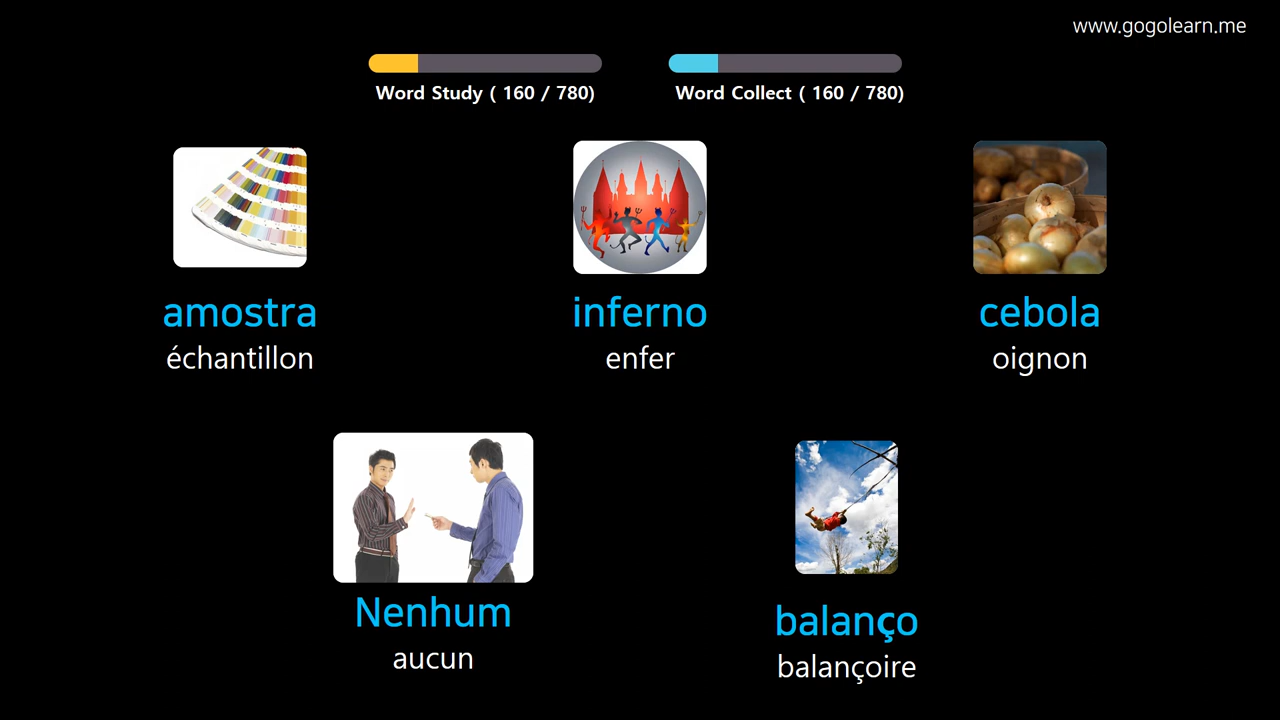 www.gogolearn.me
Word Study ( 160 / 780)
Word Collect ( 160 / 780)
amostra
échantillon
inferno
enfer
cebola
oignon
Nenhum
aucun
balanço
balançoire